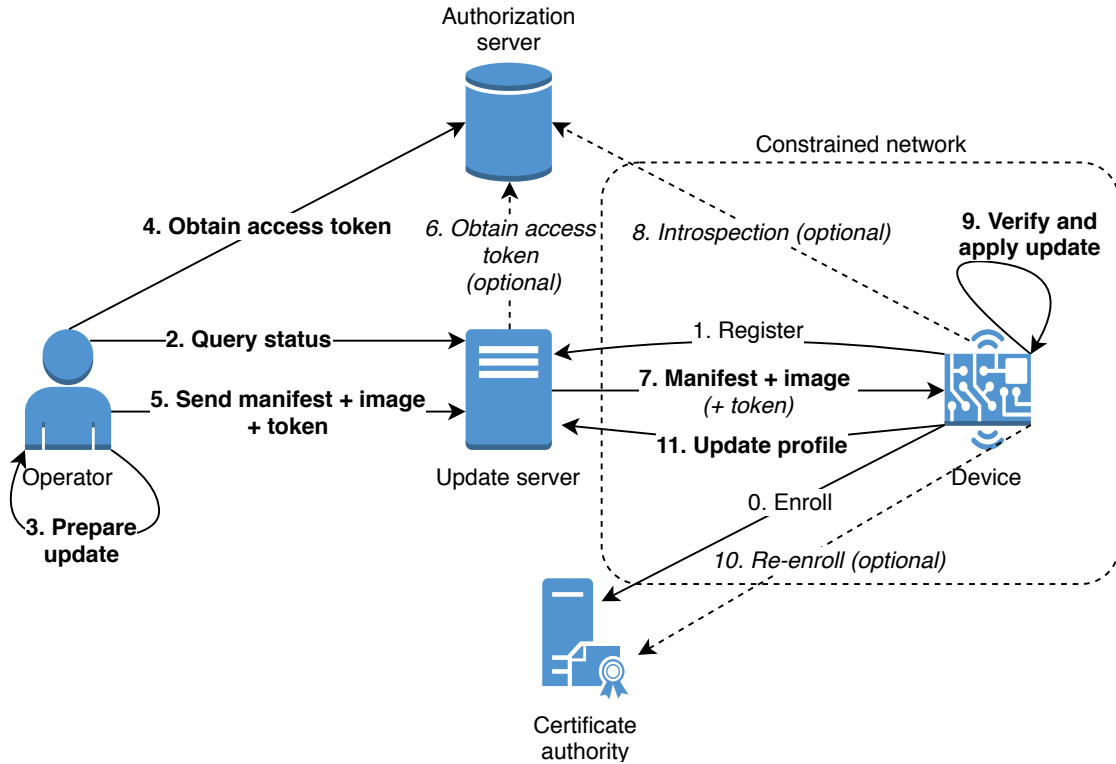 Authorization
server
Constrained network
4. Obtain access token
6. Obtain access
token
(optional)
8. Introspection (optional)
9. Verify and
apply update
2. Query status
1. Register
5. Send manifest + image
+ token
7. Manifest + image
(+ token)
11. Update profile
Operator
Update server
Device
3. Prepare
update
0. Enroll
10. Re-enroll (optional)
Certificate
authority